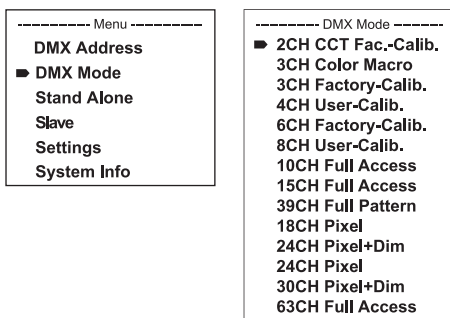 ---------- Menu ----------
DMX Address
DMX Mode
Stand Alone
Slave
Settings
System Info
---------- DMX Mode --------
2CH CCT Fac.-Calib.
3CH Color Macro
3CH Factory-Calib.
4CH User-Calib.
6CH Factory-Calib.
8CH User-Calib.
10CH Full Access
15CH Full Access
39CH Full Pattern
18CH Pixel
24CH Pixel+Dim
24CH Pixel
30CH Pixel+Dim
63CH Full Access